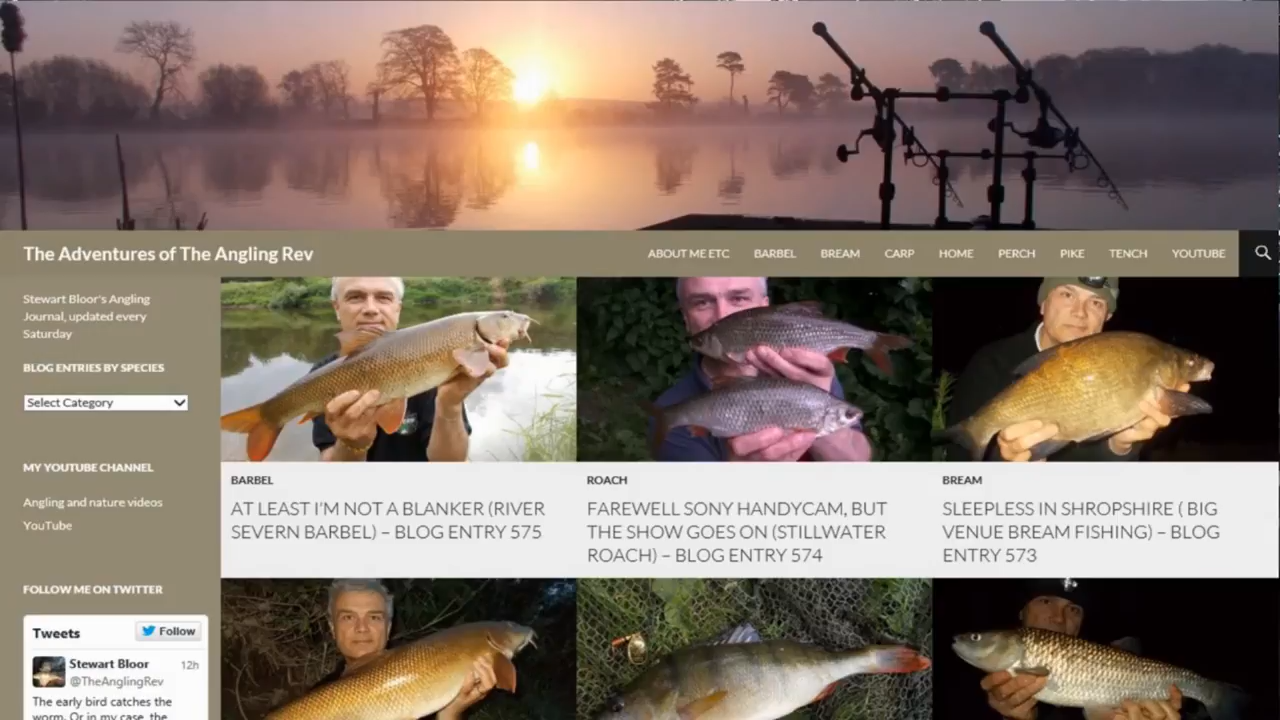 The Adventures of The Angling Rev
ABOUT ME ETC
BARBEL
BREAM
CARP
HOME
PERCH
PIKE
TENCH
YOUTUBE
Stewart Bloor's Angling
Journal, updated every
Saturday
BLOG ENTRIES BY SPECIES
Select Category
MY YOUTUBE CHANNEL
Angling and nature videos
YouTube
FOLLOW ME ON TWITTER
Tweets
Follow
Stewart Bloor
12h
@TheAnglingRev
The early bird catches the
worm. Or in my case, the
BARBEL
AT LEAST I'M NOT A BLANKER (RIVER
SEVERN BARBEL) – BLOG ENTRY 575
ROACH
FAREWELL SONY HANDYCAM, BUT
THE SHOW GOES ON (STILLWATER
ROACH) – BLOG ENTRY 574
BREAM
SLEEPLESS IN SHROPSHIRE ( BIG
VENUE BREAM FISHING) – BLOG
ENTRY 573